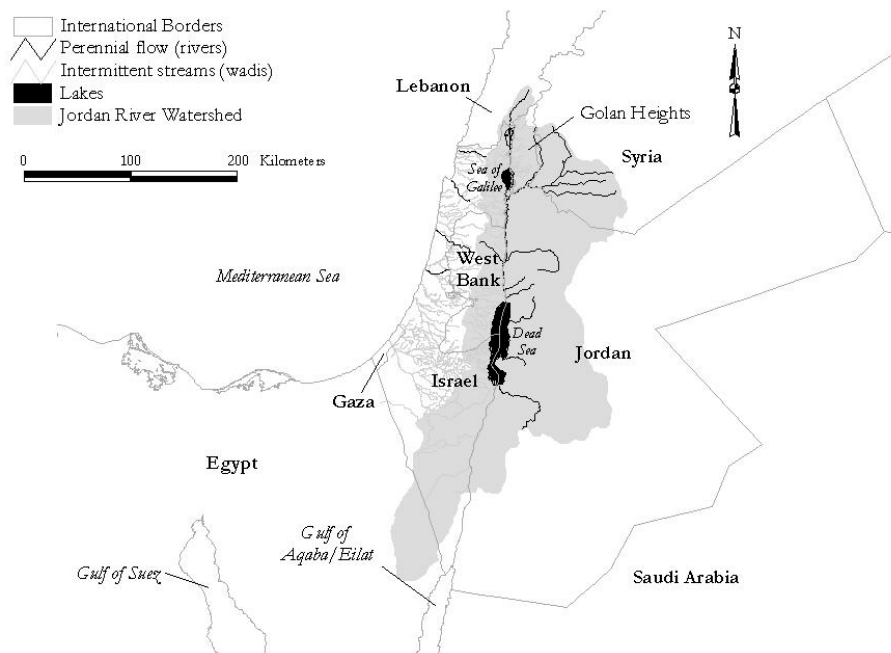 International Borders
Perennial flow (rivers)
Intermittent streams (wadis)
Lakes
Jordan River Watershed
0 100 200 Kilometers
N
Lebanon
Golan Heights
Syria
Sea of
Galilee
West
Bank
Mediterranean Sea
Dead
Sea
Jordan
Israel
Gaza
Egypt
Gulf of
Aqaba/Eilat
Gulf of Suez
Saudi Arabia